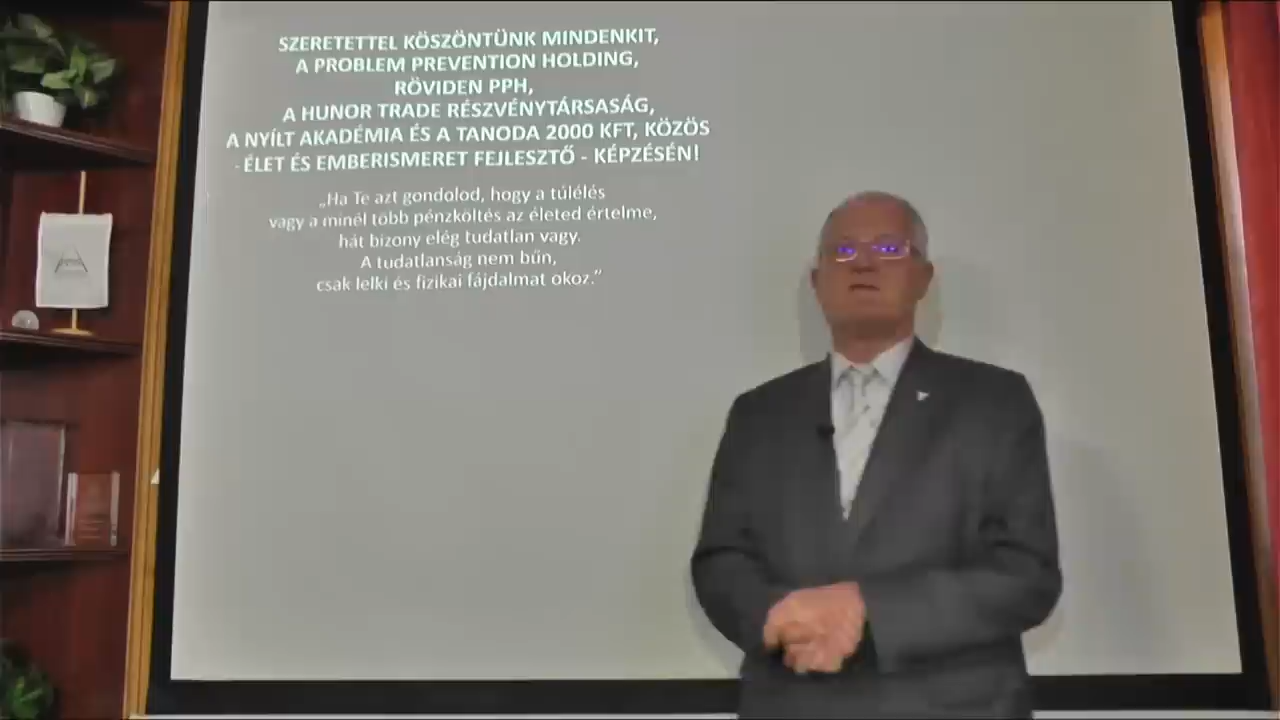 SZERETETTEL KÖSZÖNTÜNK MINDENKIT,
A PROBLEM PREVENTION HOLDING,
RÖVIDEN PPH,
A HUNOR TRADE RÉSZVÉNYTÁRSASÁG,
A NYÍLT AKADÉMIA ÉS A TANODA 2000 KFT, KÖZÖS
- ÉLET ÉS EMBERISMERET FEJLESZTŐ - KÉPZÉSÉN!
„Ha Te azt gondolod, hogy a túlélés
vagy a minél több pénzköltés az életed értelme,
hát bizony elég tudatlan vagy.
A tudatlanság nem bűn,
csak lelki és fizikai fájdalmat okoz.”